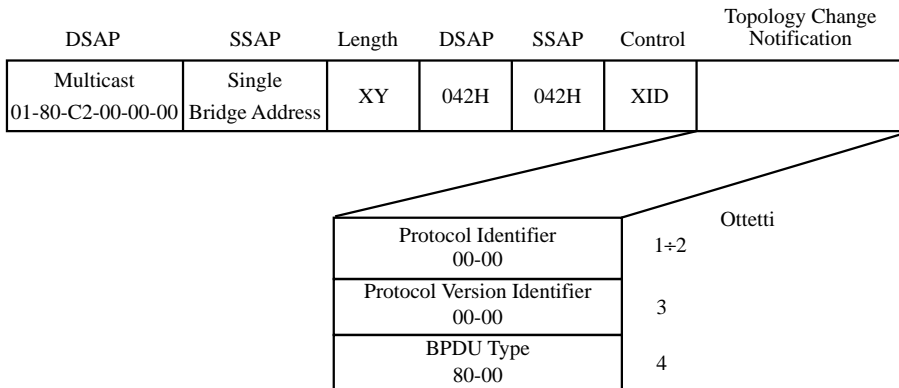 Topology Change
Notification
DSAP SSAP Length DSAP SSAP Control
Multicast
01-80-C2-00-00-00
Single
Bridge Address
XY
042H
042H
XID
Ottetti
Protocol Identifier
00-00
1÷2
Protocol Version Identifier
00-00
3
BPDU Type
80-00
4